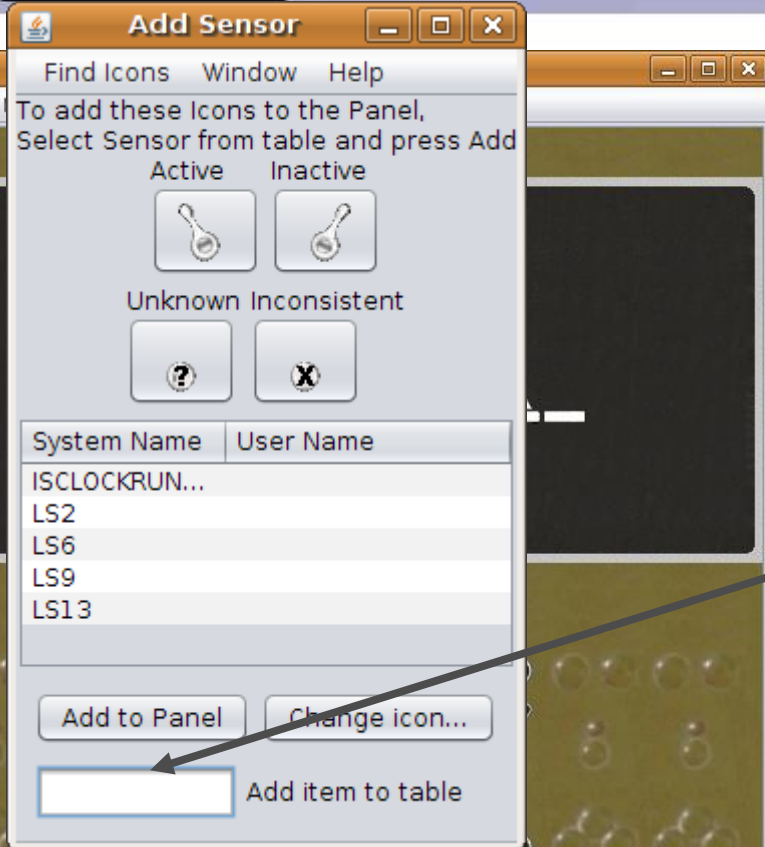 Add Sensor
Find Icons Window Help
To add these Icons to the Panel,
Select Sensor from table and press Add
Active Inactive
Unknown Inconsistent
? X
System Name User Name
ISCLOCKRUN...
LS2
LS6
LS9
LS13
Add to Panel Change icon...
Add item to table